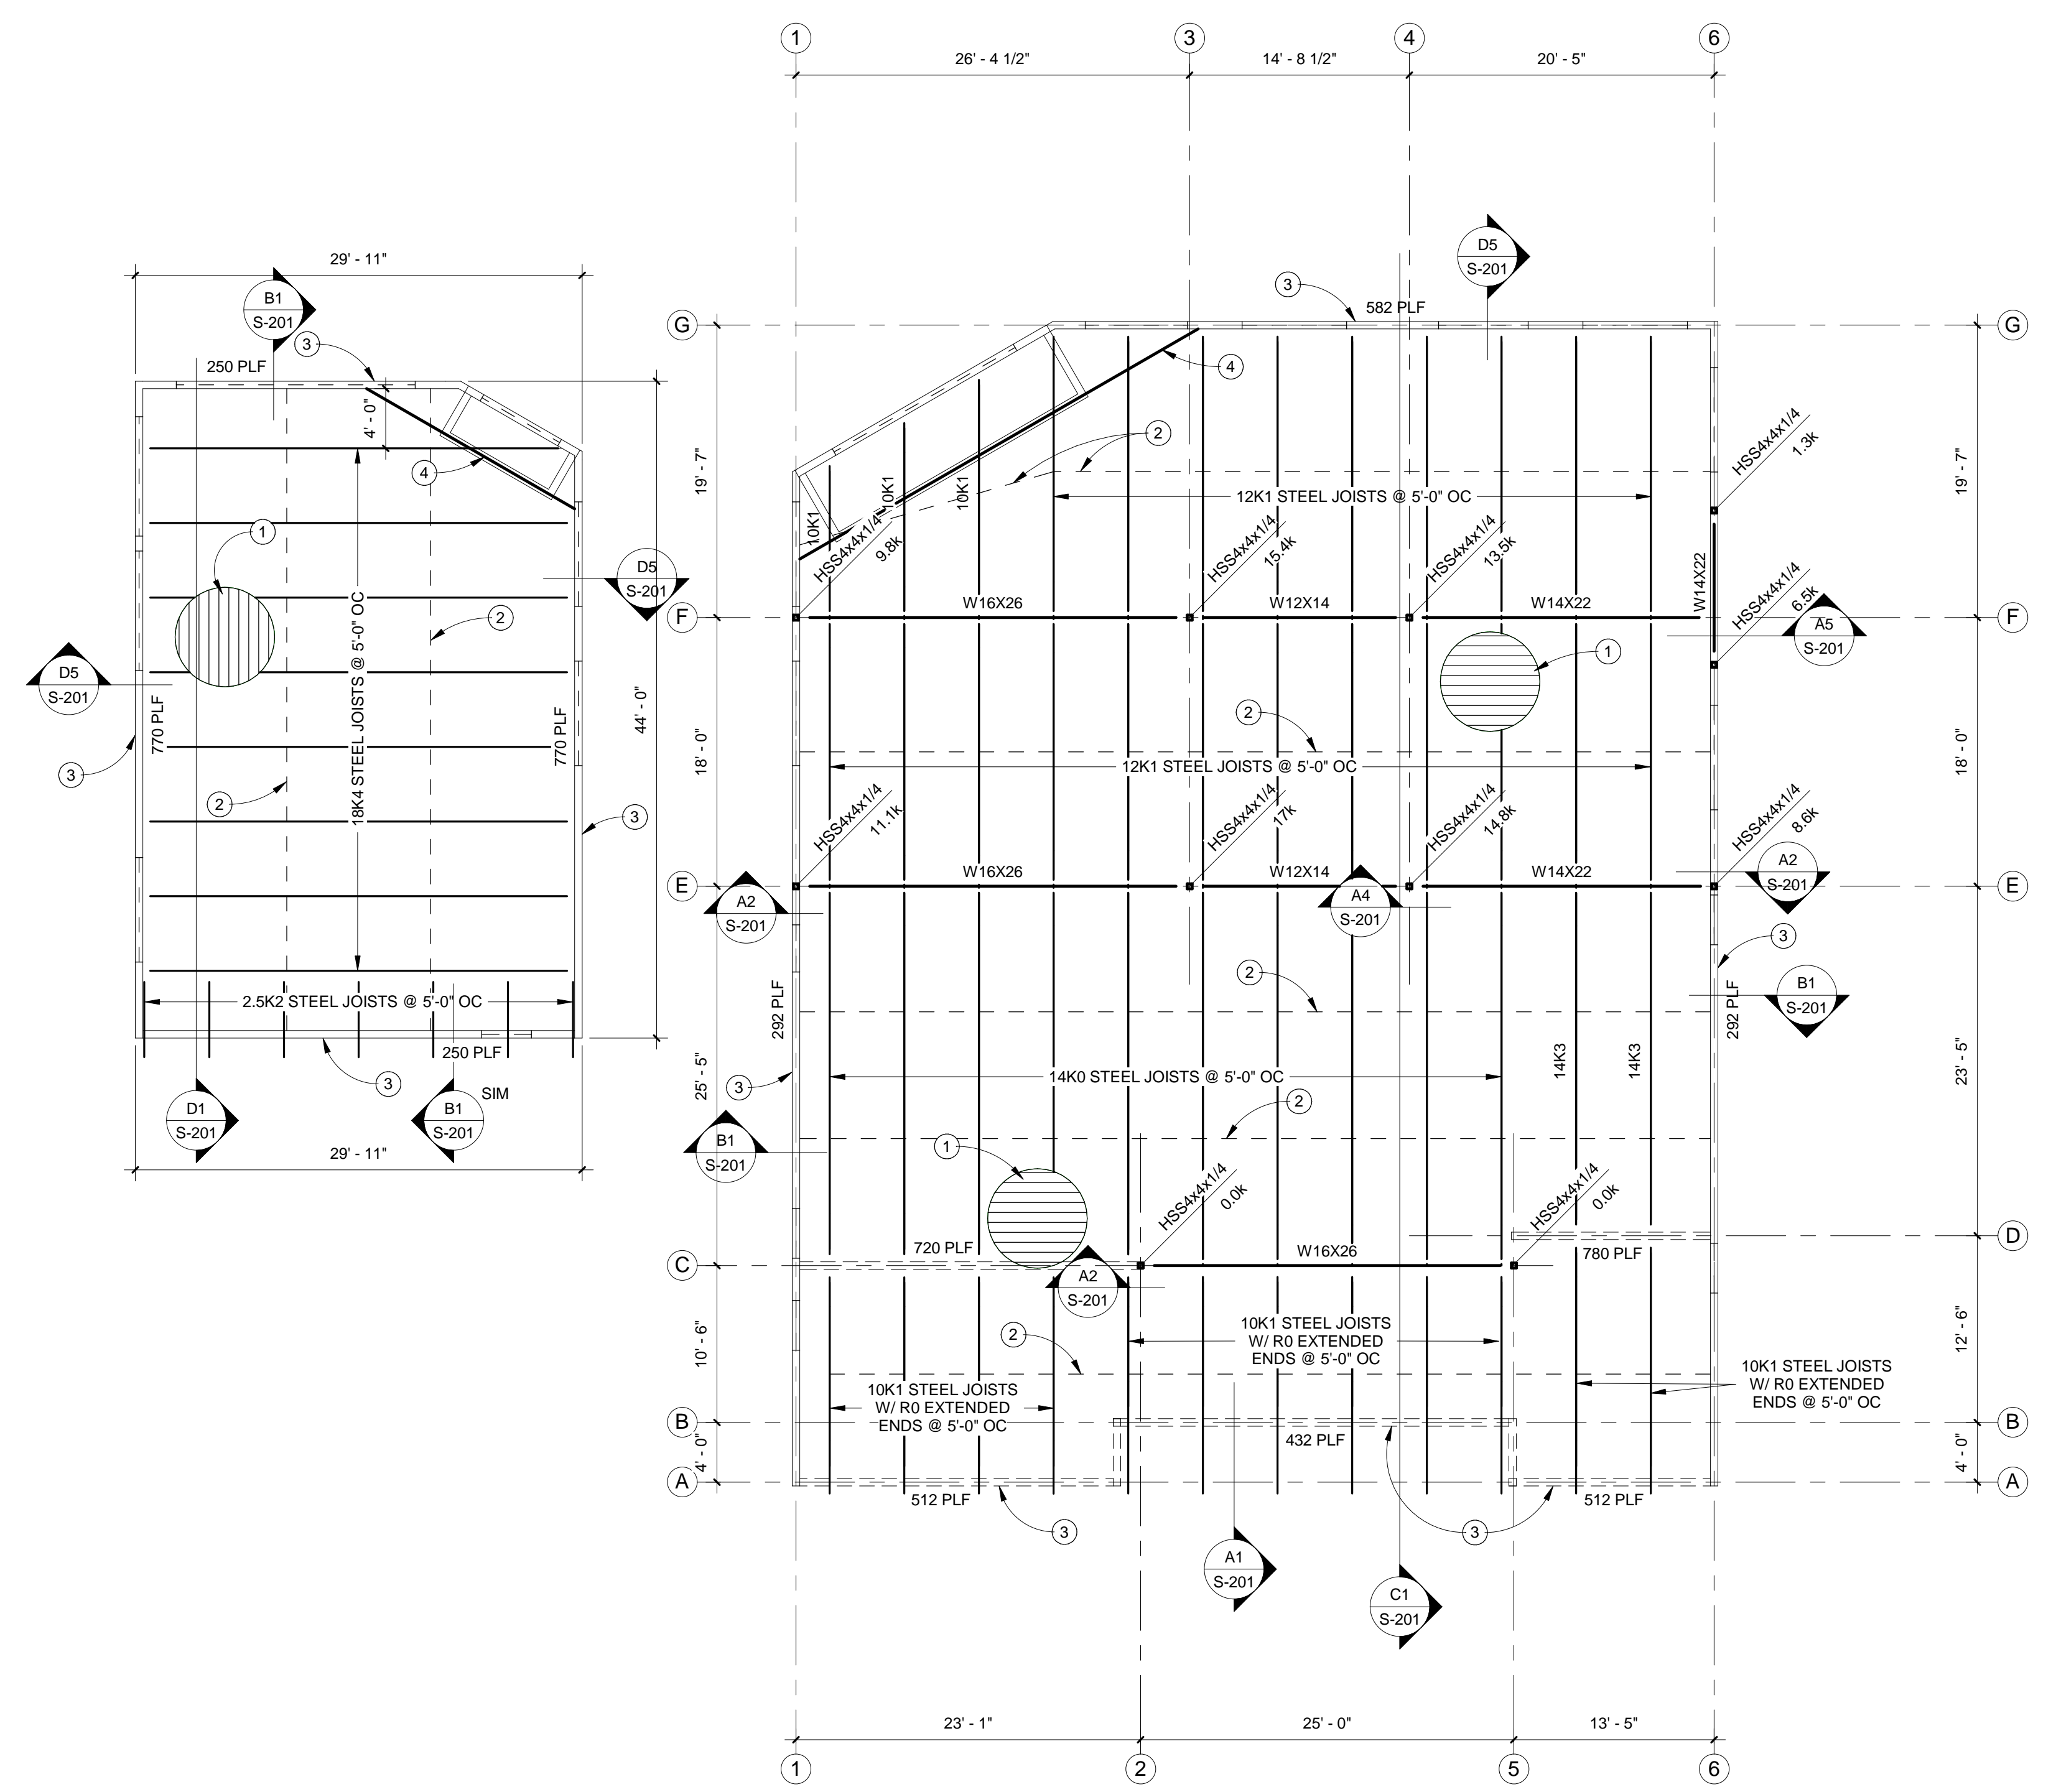 1
3
4
6
26' - 4 1/2"
14' - 8 1/2"
20' - 5"
29' - 11"
B1
S-201
3
250 PLF
4' - 0"
4
1
D5
S-201
18K4 STEEL JOISTS @ 5'-0" OC
2
D5
S-201
770 PLF
770 PLF
44' - 0"
3
2
3
2.5K2 STEEL JOISTS @ 5'-0" OC
250 PLF
3
SIM
D1
S-201
B1
S-201
29' - 11"
D5
S-201
3
582 PLF
G
G
4
2
19' - 7"
19' - 7"
10K1
10K1
10K1
12K1 STEEL JOISTS @ 5'-0" OC
HSS4x4x1/4
1.3k
HSS4x4x1/4
9.8k
HSS4x4x1/4
15.4k
HSS4x4x1/4
13.5k
HSS4x4x1/4
6.5k
W14X22
W16X26
W12X14
W14X22
F
F
A5
S-201
1
2
18' - 0"
18' - 0"
12K1 STEEL JOISTS @ 5'-0" OC
HSS4x4x1/4
11.1k
HSS4x4x1/4
17k
HSS4x4x1/4
14.8k
HSS4x4x1/4
8.6k
W16X26
W12X14
W14X22
E
E
A2
S-201
A4
S-201
A2
S-201
3
2
B1
S-201
292 PLF
292 PLF
25' - 5"
23' - 5"
14K3
14K3
14K0 STEEL JOISTS @ 5'-0" OC
3
2
B1
S-201
1
HSS4x4x1/4
0.0k
HSS4x4x1/4
0.0k
720 PLF
W16X26
780 PLF
C
D
A2
S-201
10' - 6"
12' - 6"
2
10K1 STEEL JOISTS
W/ R0 EXTENDED
ENDS @ 5'-0" OC
10K1 STEEL JOISTS
W/ R0 EXTENDED
ENDS @ 5'-0" OC
10K1 STEEL JOISTS
W/ R0 EXTENDED
ENDS @ 5'-0" OC
B
B
432 PLF
4' - 0"
4' - 0"
A
A
512 PLF
512 PLF
3
3
A1
S-201
C1
S-201
23' - 1"
25' - 0"
13' - 5"
1
2
5
6